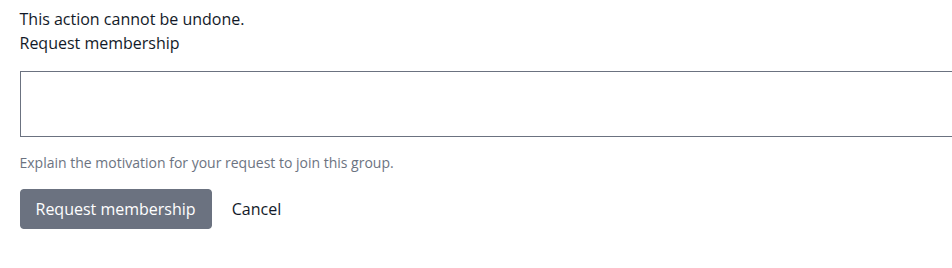 This action cannot be undone.
Request membership
Explain the motivation for your request to join this group.
Request membership Cancel